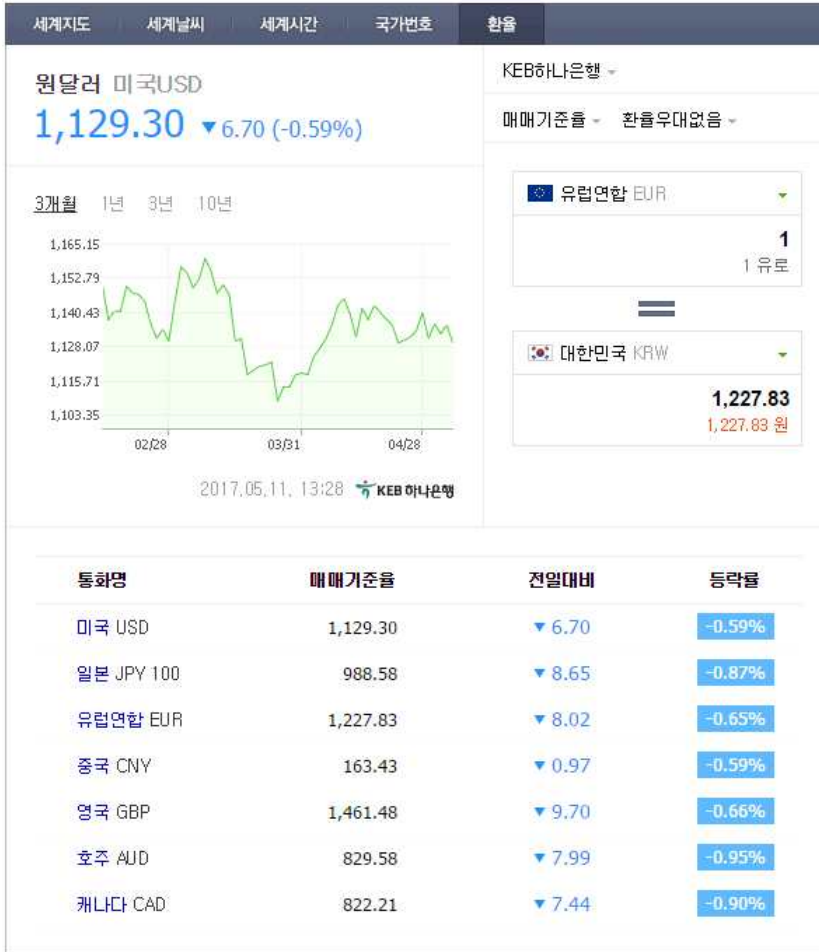 세계지도 세계날씨 세계시간 국가번호 환율
원달러 미국USD
1,129.30 ▼6.70 (-0.59%)
3개월 1년 3년 10년
1,165.15
1,152.79
1,140.43
1,128.07
1,115.71
1,103.35
02/28 03/31 04/28
2017.05.11. 13:28 KEB 하나은행
KEB하나은행
매매기준율 환율우대없음
유럽연합 EUR
1
1 유로
대한민국 KRW
1,227.83
1,227.83 원
통화명 매매기준율 전일대비 등락률
미국 USD 1,129.30 ▼ 6.70 -0.59%
일본 JPY 100 988.58 ▼ 8.65 -0.87%
유럽연합 EUR 1,227.83 ▼ 8.02 -0.65%
중국 CNY 163.43 ▼ 0.97 -0.59%
영국 GBP 1,461.48 ▼ 9.70 -0.66%
호주 AUD 829.58 ▼ 7.99 -0.95%
캐나다 CAD 822.21 ▼ 7.44 -0.90%